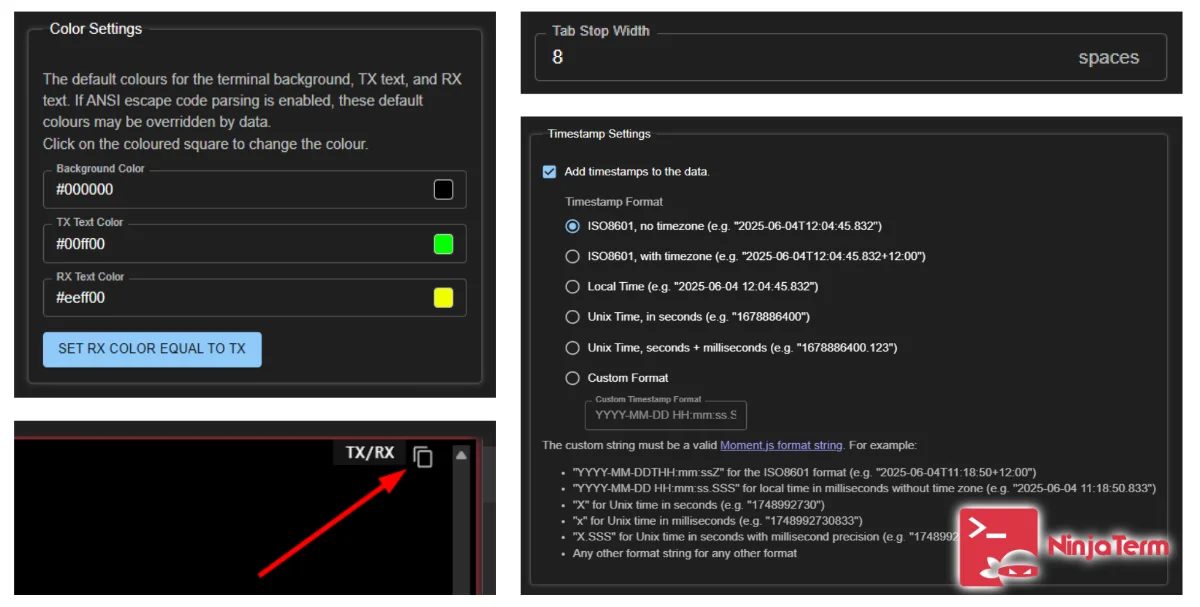 Color Settings
The default colours for the terminal background, TX text, and RX
text. If ANSI escape code parsing is enabled, these default
colours may be overridden by data.
Click on the coloured square to change the colour.
Background Color
#000000
TX Text Color
#00ff00
RX Text Color
#eeff00
SET RX COLOR EQUAL TO TX
TX/RX
Tab Stop Width
8 spaces
Timestamp Settings
Add timestamps to the data.
Timestamp Format
ISO8601, no timezone (e.g. "2025-06-04T12:04:45.832")
ISO8601, with timezone (e.g. "2025-06-04T12:04:45.832+12:00")
Local Time (e.g. "2025-06-04 12:04:45.832")
Unix Time, in seconds (e.g. "1678886400")
Unix Time, seconds + milliseconds (e.g. "1678886400.123")
Custom Format
Custom Timestamp Format
YYYY-MM-DD HH:mm:ss.S
The custom string must be a valid Moment.js format string. For example:
• "YYYY-MM-DDTHH:mm:ssZ" for the ISO8601 format (e.g. "2025-06-04T11:18:50+12:00")
• "YYYY-MM-DD HH:mm:ss.SSS" for local time in milliseconds without time zone (e.g. "2025-06-04 11:18:50.833")
• "X" for Unix time in seconds (e.g. "1748992730")
• "x" for Unix time in milliseconds (e.g. "1748992730833")
• "X.SSS" for Unix time in seconds with millisecond precision (e.g. "1748992
• Any other format string for any other format
NinjaTerm